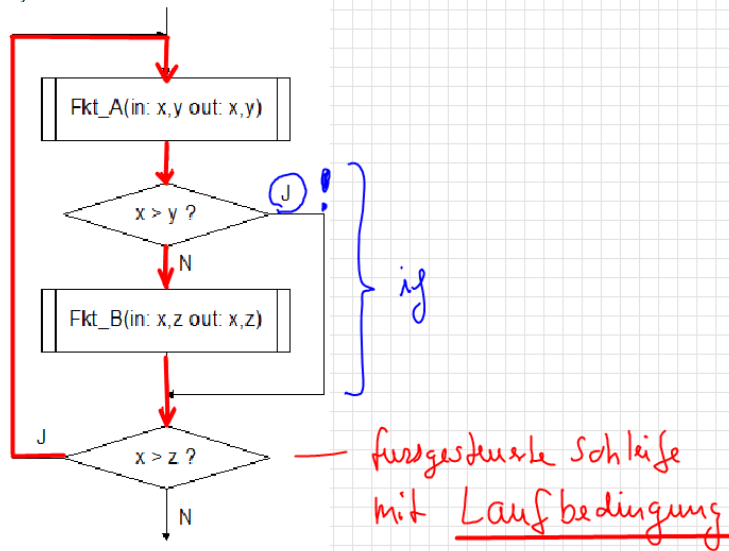 Fkt_A(in: x,y out: x,y)
J !
x > y ?
N
if
Fkt_B(in: x,z out: x,z)
J
x > z ?
fussgesteuerte Schleife
mit Laufbedingung
N